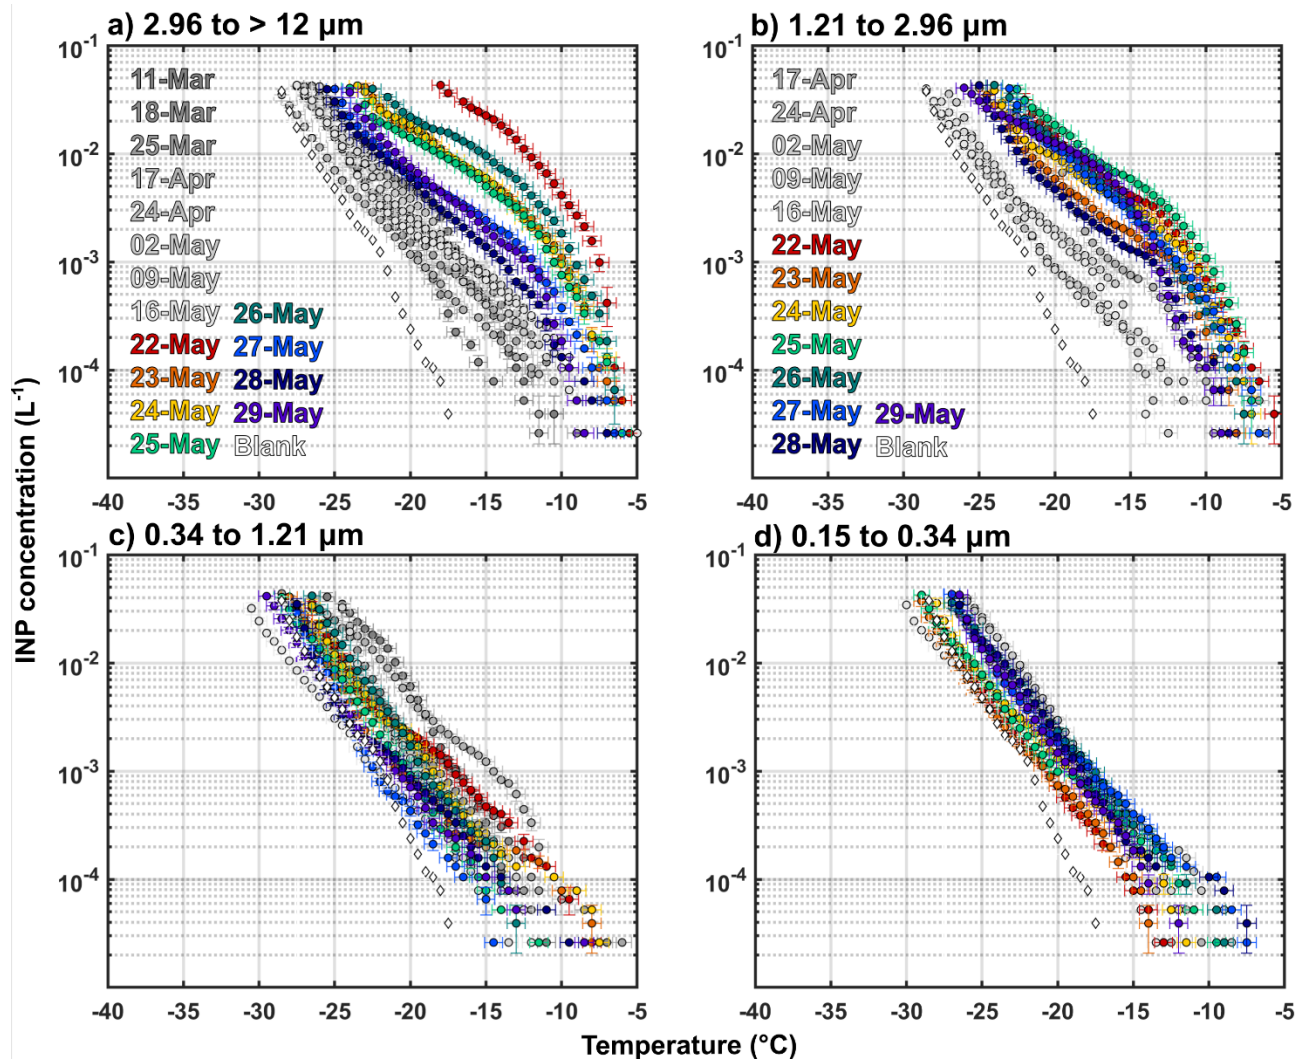 a) 2.96 to > 12 µm
b) 1.21 to 2.96 µm
10-1
10-2
10-3
10-4
11-Mar
18-Mar
25-Mar
17-Apr
24-Apr
02-May
09-May
16-May
22-May
23-May
24-May
25-May
26-May
27-May
28-May
29-May
Blank
-40 -35 -30 -25 -20 -15 -10 -5
10-1
10-2
10-3
10-4
17-Apr
24-Apr
02-May
09-May
16-May
22-May
23-May
24-May
25-May
26-May
27-May
28-May
29-May
Blank
-40 -35 -30 -25 -20 -15 -10 -5
INP concentration (L-1)
c) 0.34 to 1.21 µm
d) 0.15 to 0.34 µm
10-1
10-2
10-3
10-4
-40 -35 -30 -25 -20 -15 -10 -5
10-1
10-2
10-3
10-4
-40 -35 -30 -25 -20 -15 -10 -5
Temperature (°C)